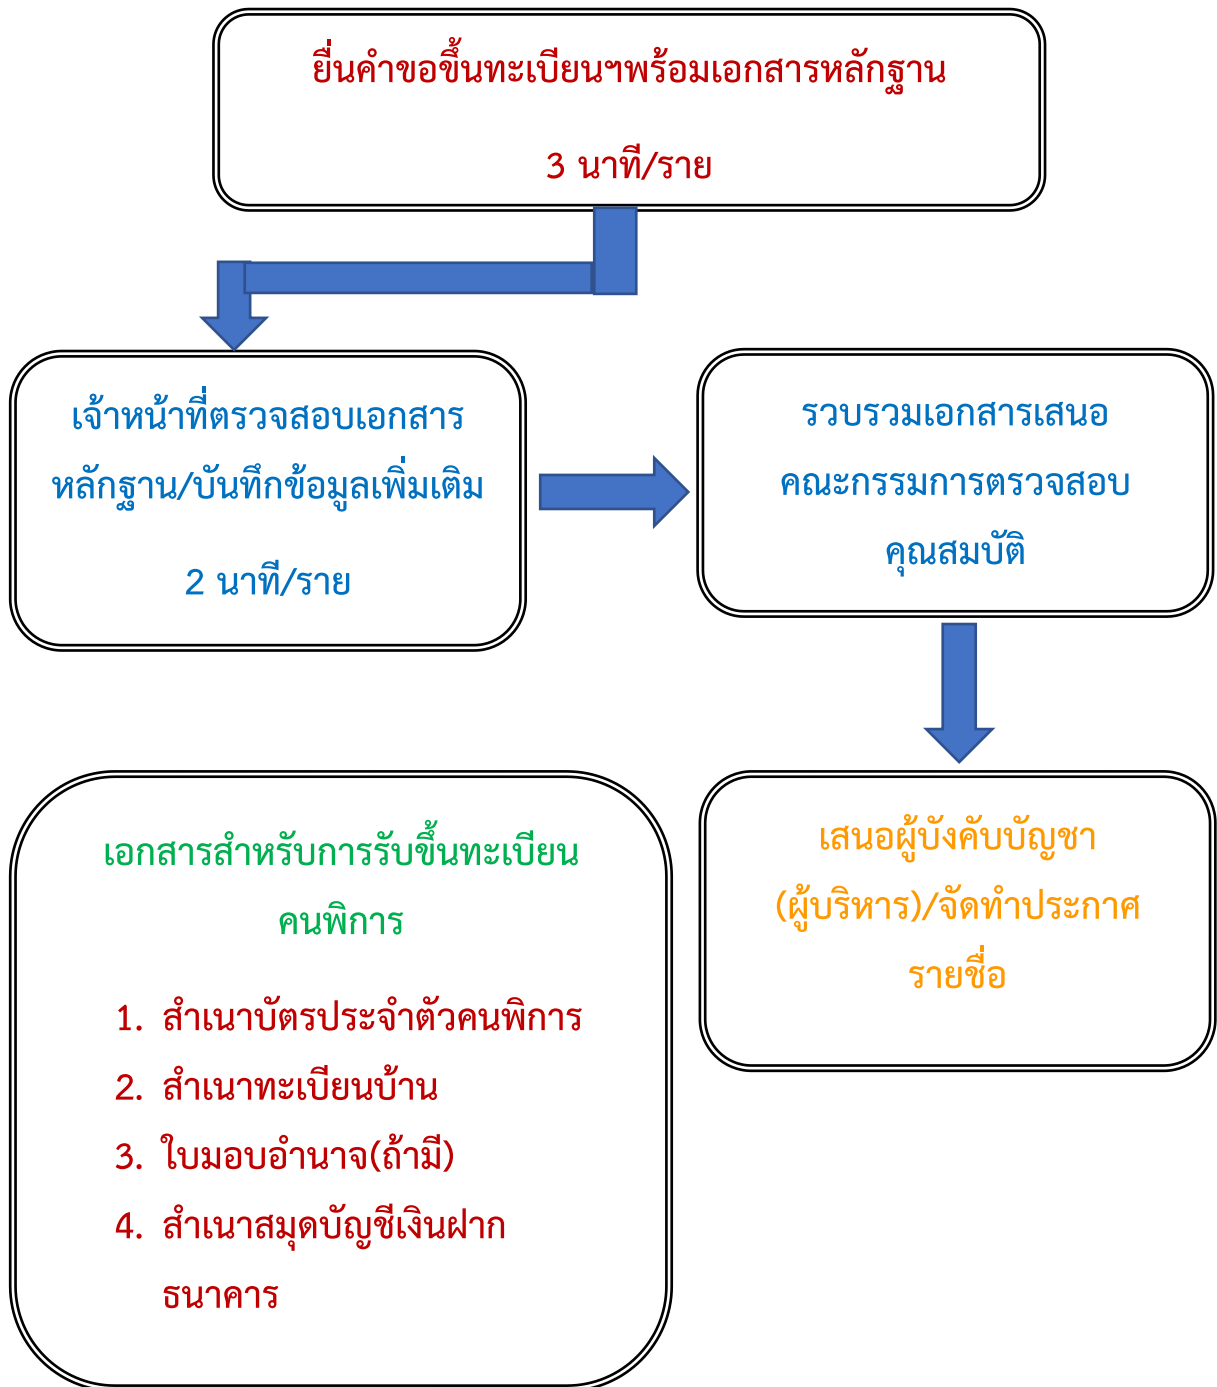 ยื่นคำขอขึ้นทะเบียนฯพร้อมเอกสารหลักฐาน
3 นาที/ราย
เจ้าหน้าที่ตรวจสอบเอกสาร
หลักฐาน/บันทึกข้อมูลเพิ่มเติม
2 นาที/ราย
รวบรวมเอกสารเสนอ
คณะกรรมการตรวจสอบ
คุณสมบัติ
เสนอผู้บังคับบัญชา
(ผู้บริหาร)/จัดทำประกาศ
รายชื่อ
เอกสารสำหรับการรับขึ้นทะเบียน
คนพิการ
1. สำเนาบัตรประจำตัวคนพิการ
2. สำเนาทะเบียนบ้าน
3. ใบมอบอำนาจ(ถ้ามี)
4. สำเนาสมุดบัญชีเงินฝาก
ธนาคาร